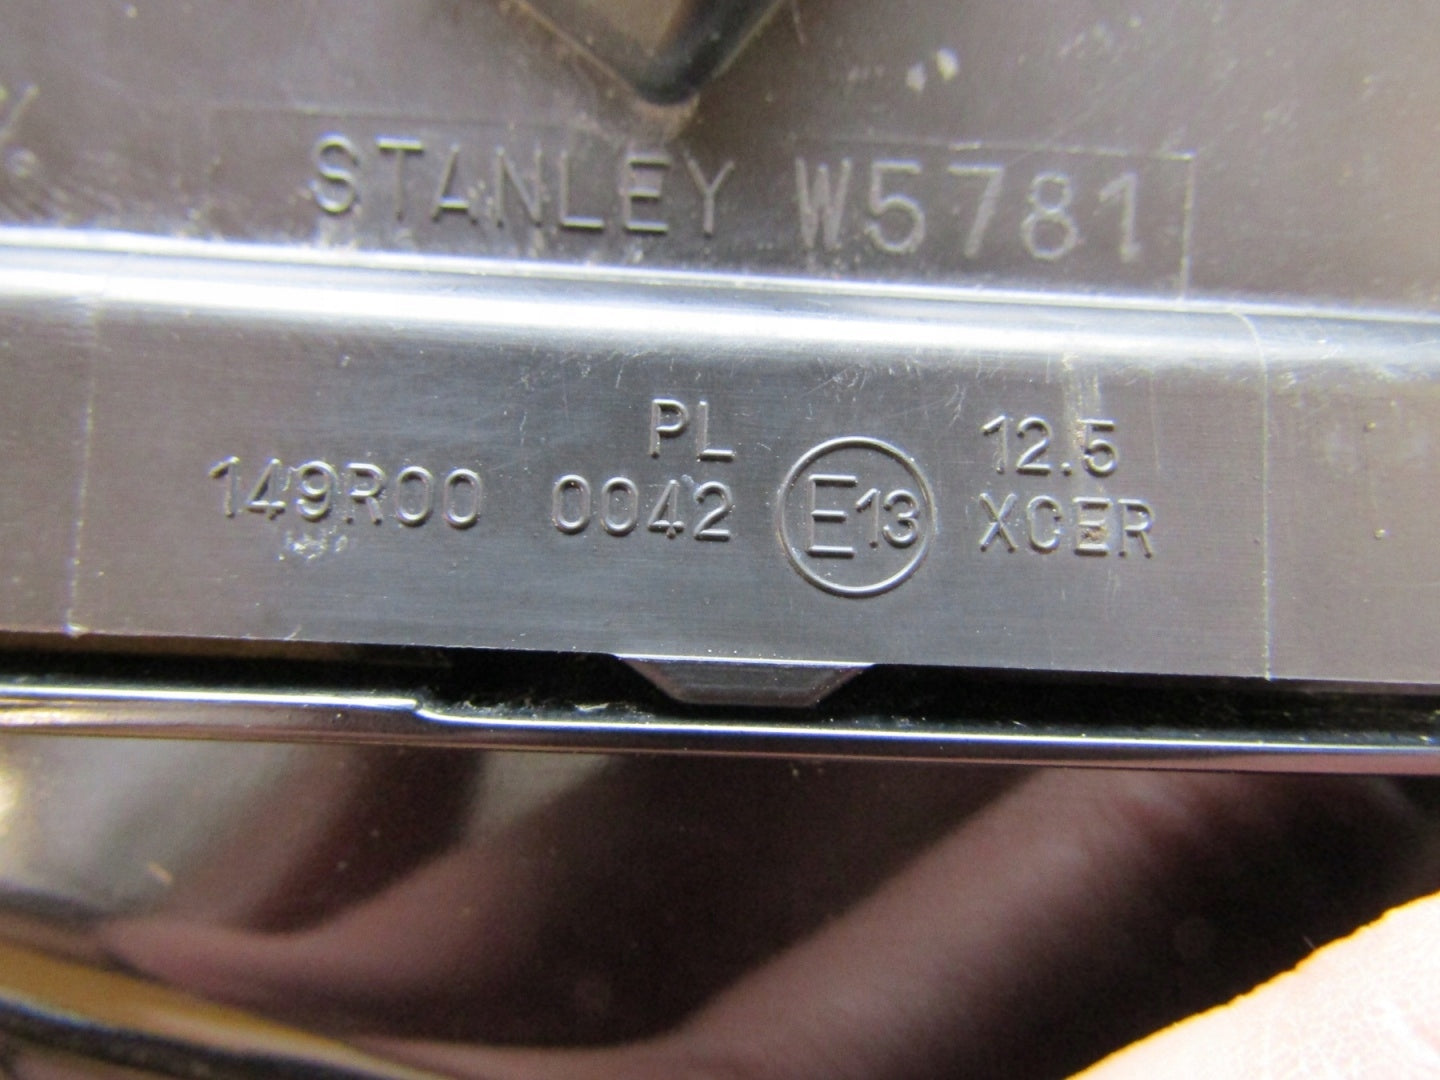 STANLEY W5781
PL 12.5
149R00 0042 E13 XCER